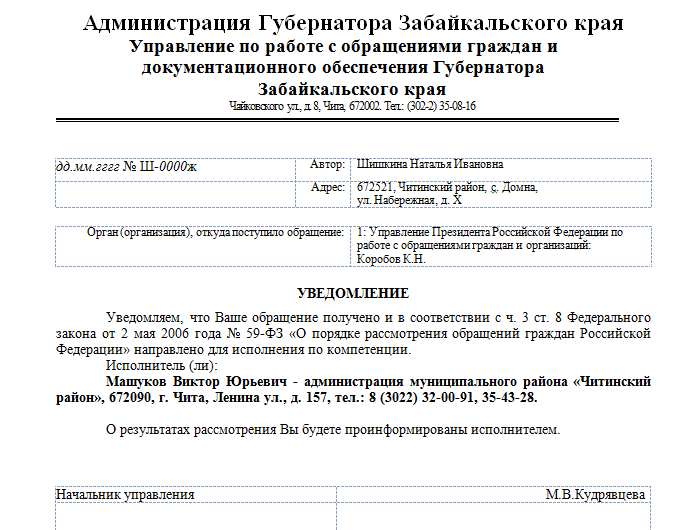 Администрация Губернатора Забайкальского края
Управление по работе с обращениями граждан и
документационного обеспечения Губернатора
Забайкальского края
Чайковского ул., д. 8, Чита, 672002. Тел.: (302-2) 35-08-16
дд.мм.гггг № Ш-0000ж
Автор: Шишкина Наталья Ивановна
Адрес: 672521, Читинский район, с. Домна,
ул. Набережная, д. Х
Орган (организация), откуда поступило обращение: 1: Управление Президента Российской Федерации по
работе с обращениями граждан и организаций:
Коробов К.Н.
УВЕДОМЛЕНИЕ
Уведомляем, что Ваше обращение получено и в соответствии с ч. 3 ст. 8 Федерального
закона от 2 мая 2006 года № 59-ФЗ «О порядке рассмотрения обращений граждан Российской
Федерации» направлено для исполнения по компетенции.
Исполнитель (ли):
Машуков Виктор Юрьевич - администрация муниципального района «Читинский
район», 672090, г. Чита, Ленина ул., д. 157, тел.: 8 (3022) 32-00-91, 35-43-28.
О результатах рассмотрения Вы будете проинформированы исполнителем.
Начальник управления М.В.Кудрявцева